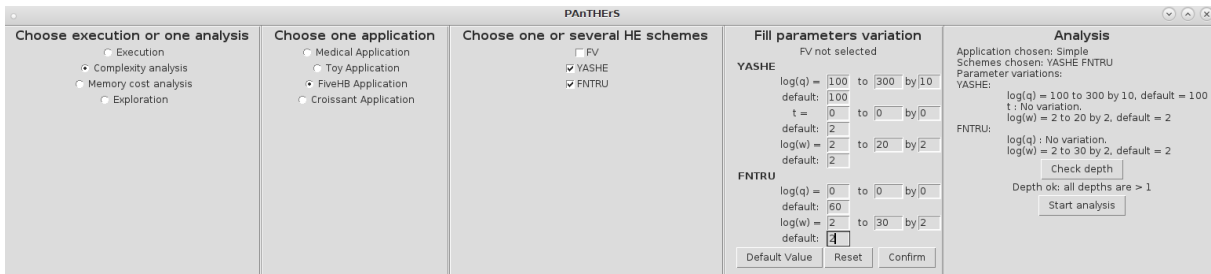 PAnTHErS
Choose execution or one analysis
Execution
Complexity analysis
Memory cost analysis
Exploration
Choose one application
Medical Application
Toy Application
FiveHB Application
Croissant Application
Choose one or several HE schemes
FV
YASHE
FNTRU
Fill parameters variation
FV not selected
YASHE
log(q) = 100 to 300 by 10
default: 100
t = 0 to 0 by 0
default: 2
log(w) = 2 to 20 by 2
default: 2
FNTRU
log(q) = 0 to 0 by 0
default: 60
log(w) = 2 to 30 by 2
default: 2
Default Value Reset Confirm
Analysis
Application chosen: Simple
Schemes chosen: YASHE FNTRU
Parameter variations:
YASHE:
log(q) = 100 to 300 by 10, default = 100
t : No variation.
log(w) = 2 to 20 by 2, default = 2
FNTRU:
log(q) : No variation.
log(w) = 2 to 30 by 2, default = 2
Check depth
Depth ok: all depths are > 1
Start analysis